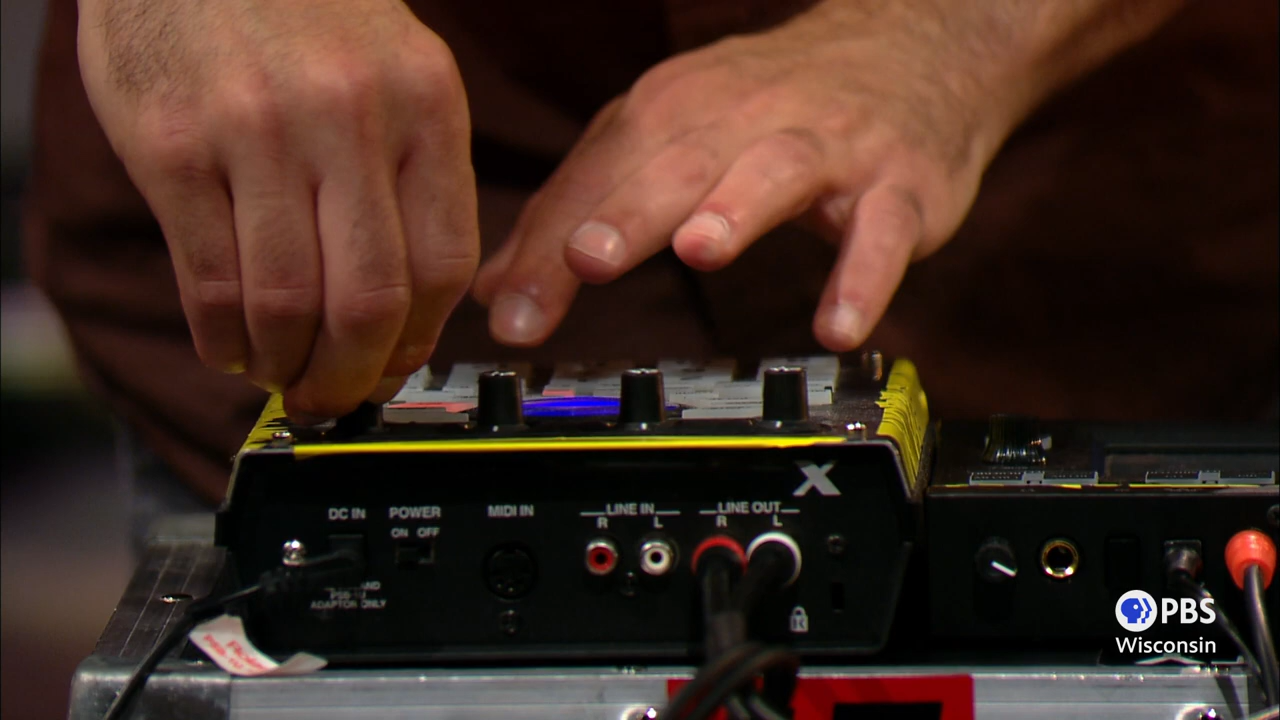 X
DC IN
POWER
ON OFF
MIDI IN
LINE IN
R L
LINE OUT
R L
ADAPTOR ONLY
K
PBS
Wisconsin